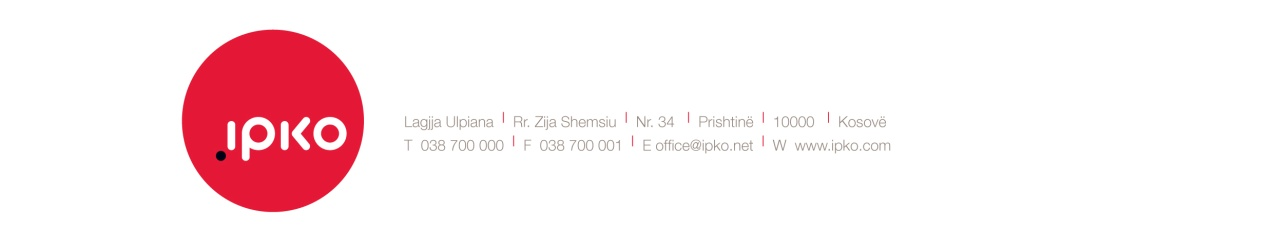 .ipko
Lagjja Ulpiana | Rr. Zija Shemsiu | Nr. 34 | Prishtinë | 10000 | Kosovë
T 038 700 000 | F 038 700 001 | E office@ipko.net | W www.ipko.com